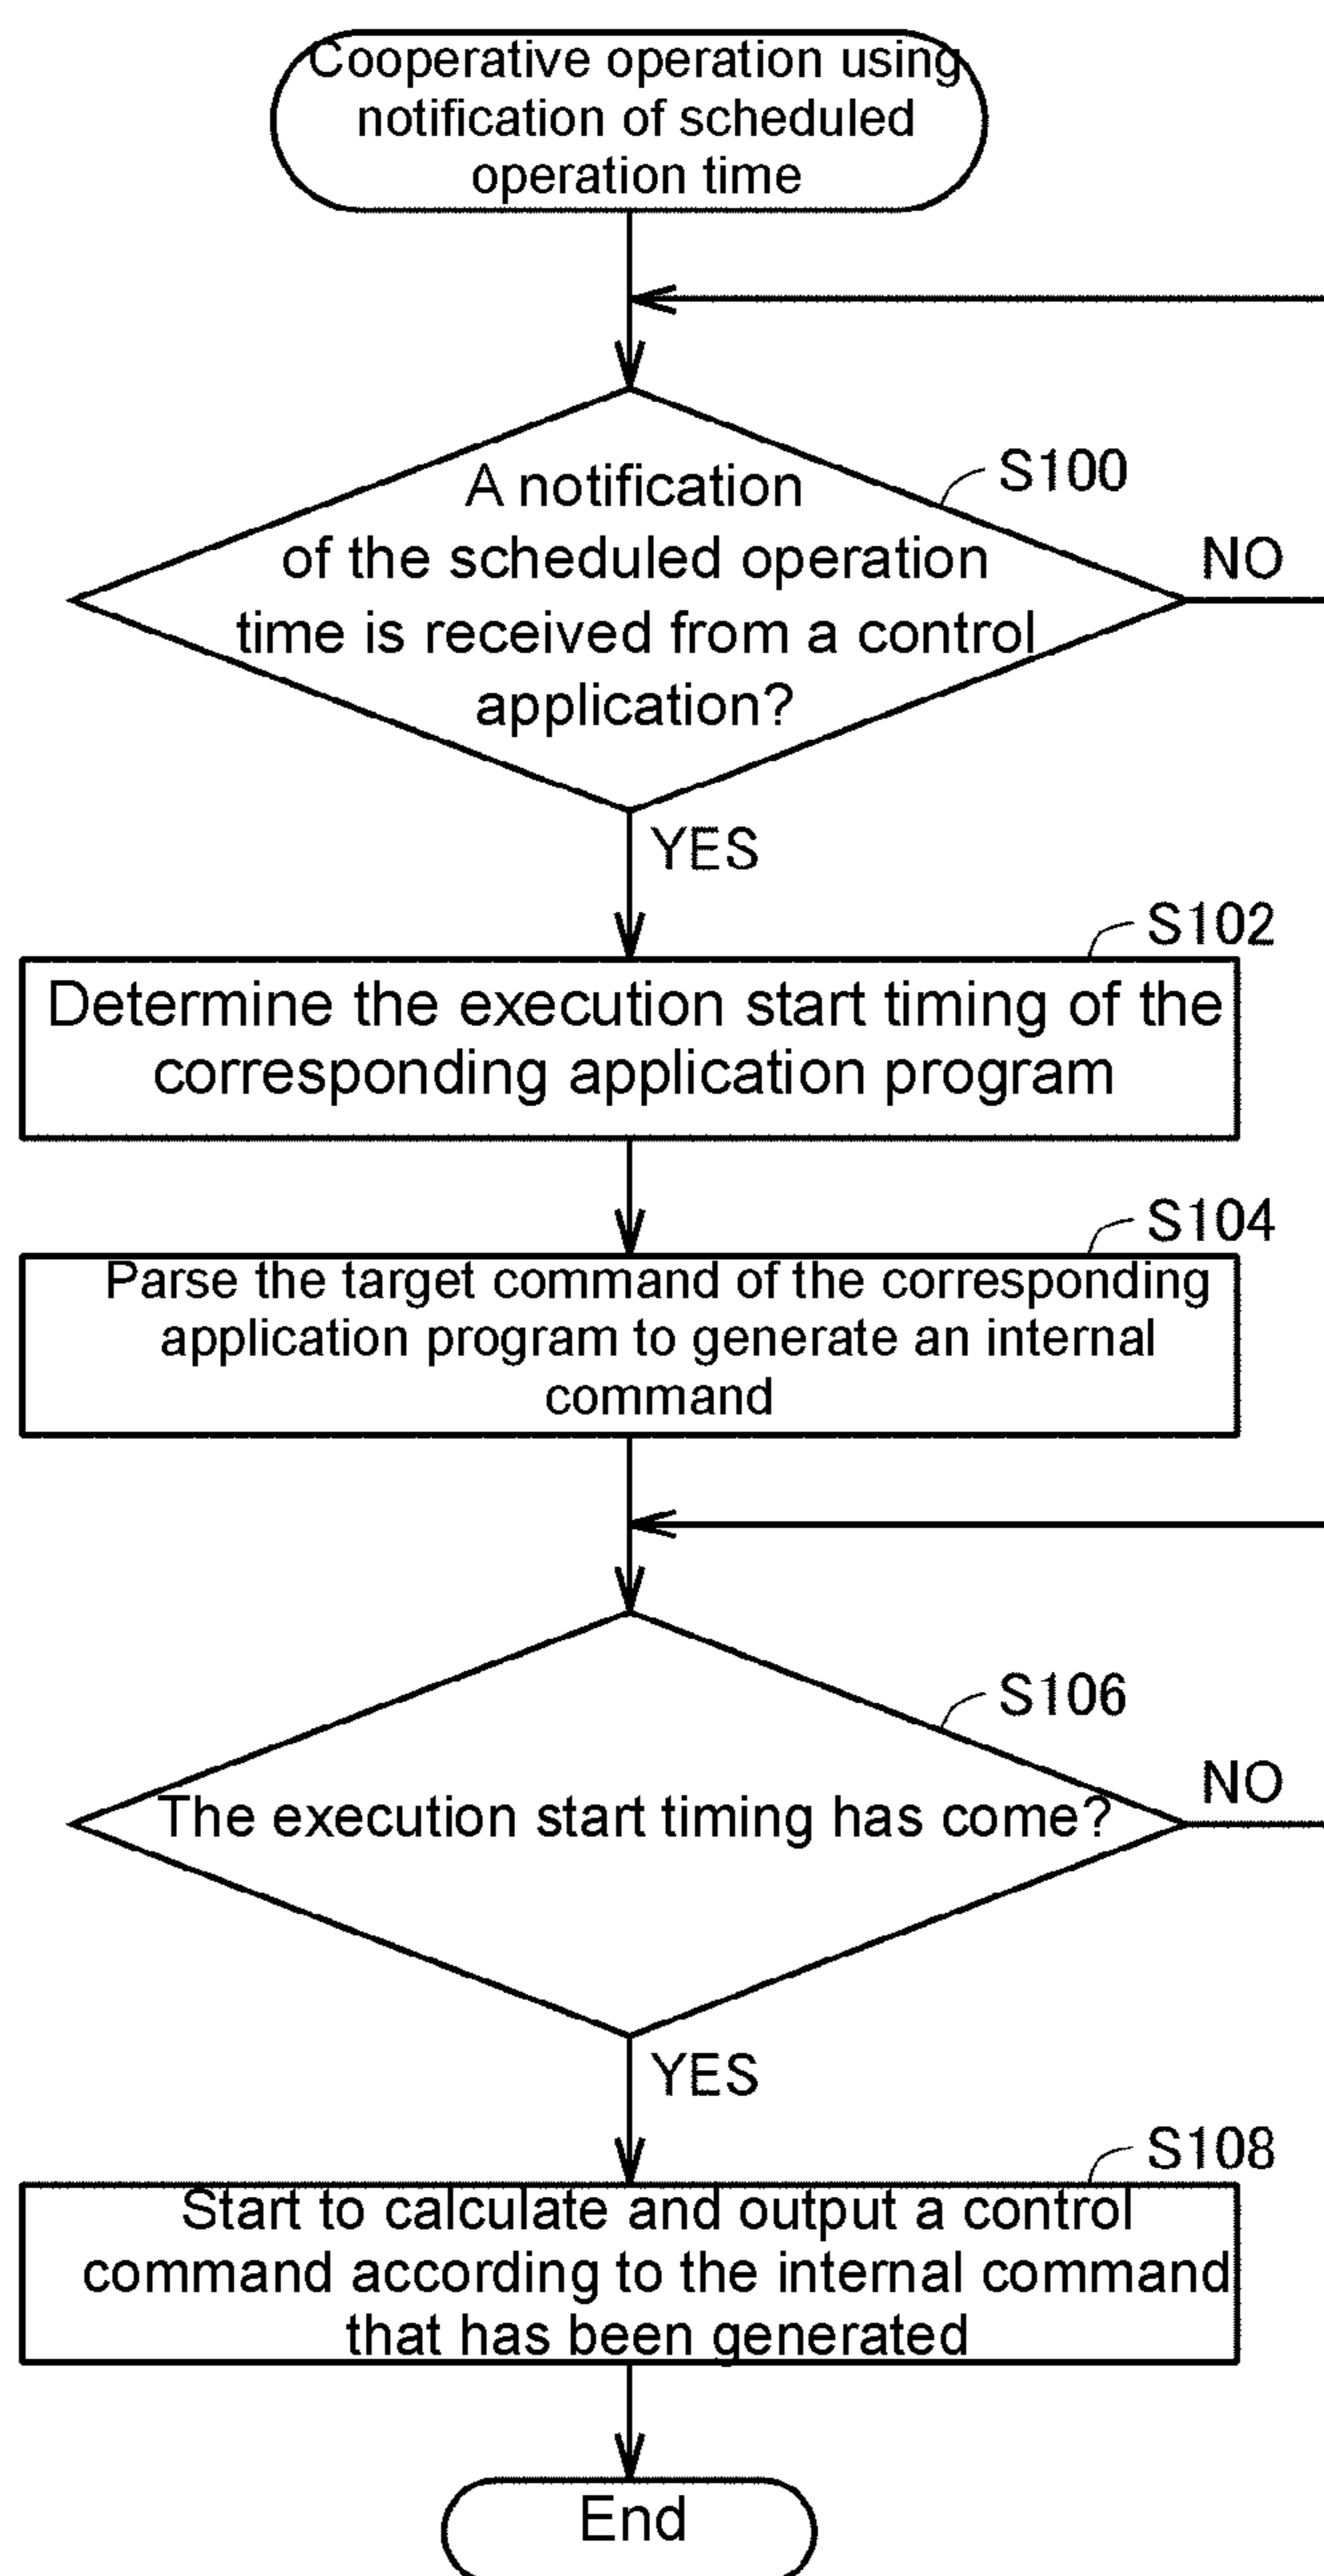 Cooperative operation using
notification of scheduled
operation time
S100
A notification
of the scheduled operation
time is received from a control
application?
NO
YES
S102
Determine the execution start timing of the
corresponding application program
S104
Parse the target command of the corresponding
application program to generate an internal
command
S106
The execution start timing has come?
NO
YES
S108
Start to calculate and output a control
command according to the internal command
that has been generated
End